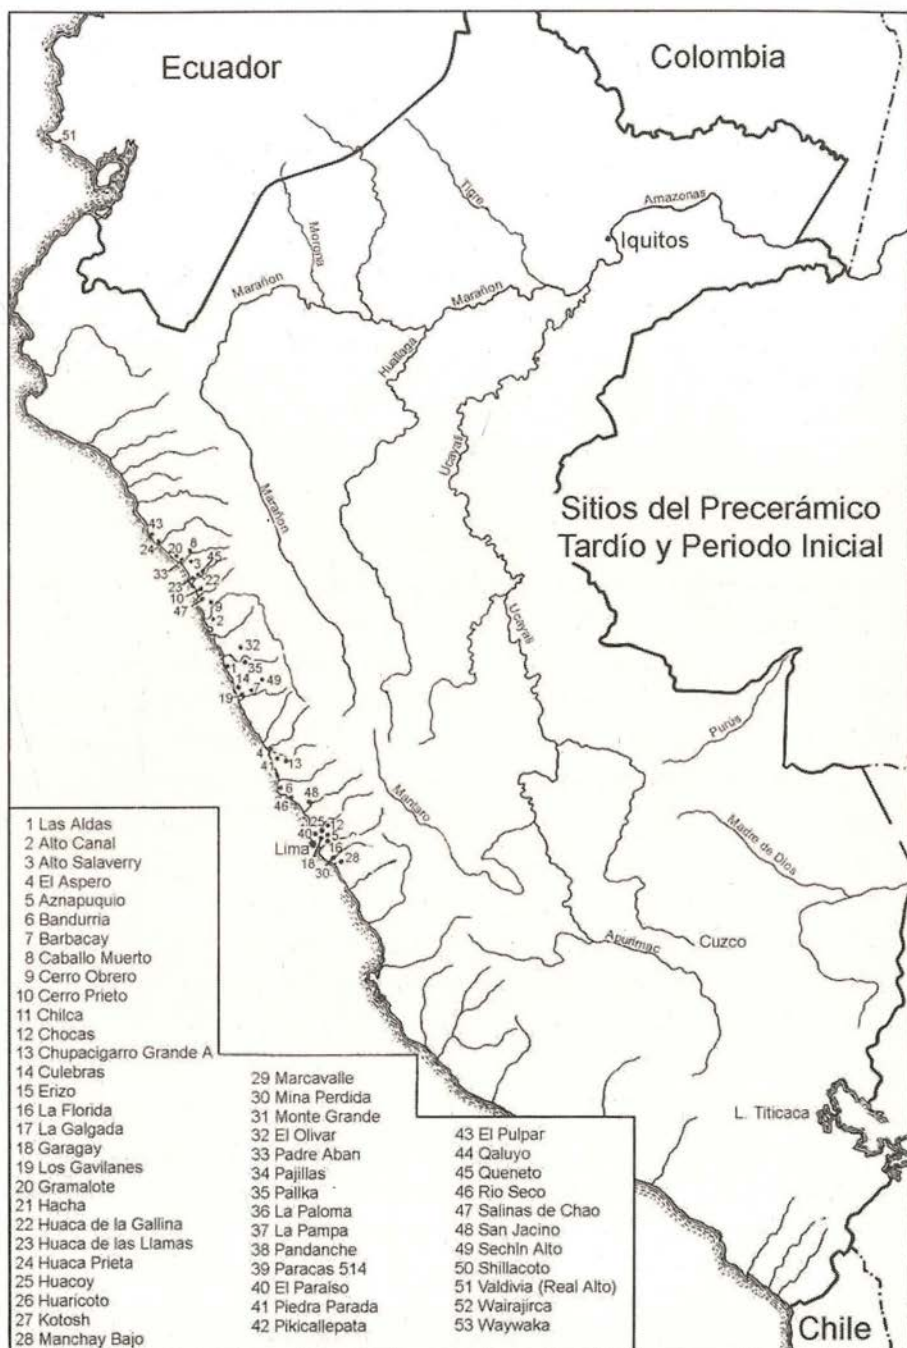 Ecuador
Colombia
51
Tigre
Amazonas
Iquitos
Morona
Marañon
Marañon
Huallaga
Ucayali
Marañon
Sitios del Precerámico
Tardío y Periodo Inicial
43
24
20
8
33
3
45
23
22
10
9
47
2
32
1
35
14
7
49
19
Ucayali
Purús
4
41
13
6
46
48
Mantaro
Madre de Dios
25
12
40
5
Lima
16
18
28
30
Apurimac
Cuzco
L. Titicaca
Chile
1 Las Aldas
2 Alto Canal
3 Alto Salaverry
4 El Aspero
5 Aznapuquio
6 Bandurria
7 Barbacay
8 Caballo Muerto
9 Cerro Obrero
10 Cerro Prieto
11 Chilca
12 Chocas
13 Chupacigarro Grande A
14 Culebras
15 Erizo
16 La Florida
17 La Galgada
18 Garagay
19 Los Gavilanes
20 Gramalote
21 Hacha
22 Huaca de la Gallina
23 Huaca de las Llamas
24 Huaca Prieta
25 Huacoy
26 Huaricoto
27 Kotosh
28 Manchay Bajo
29 Marcavalle
30 Mina Perdida
31 Monte Grande
32 El Olivar
33 Padre Aban
34 Pajillas
35 Pallka
36 La Paloma
37 La Pampa
38 Pandanche
39 Paracas 514
40 El Paraiso
41 Piedra Parada
42 Pikicallepata
43 El Pulpar
44 Qaluyo
45 Queneto
46 Rio Seco
47 Salinas de Chao
48 San Jacino
49 Sechín Alto
50 Shillacoto
51 Valdivia (Real Alto)
52 Wairajirca
53 Waywaka